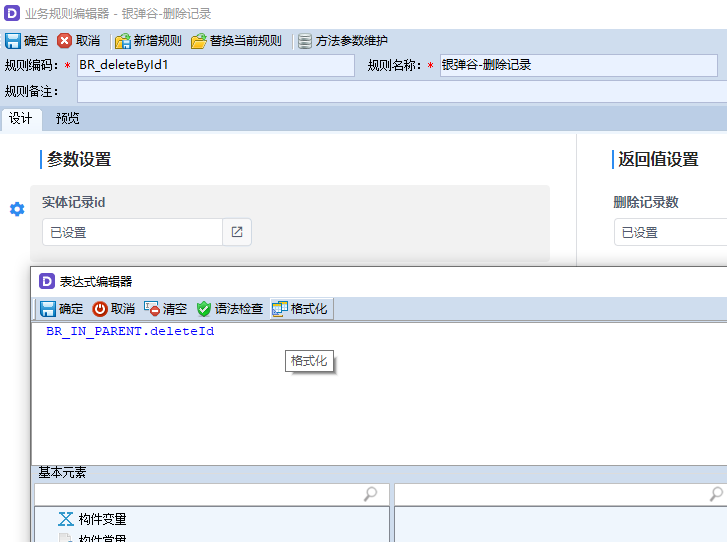 D 业务规则编辑器 - 银弹谷-删除记录
确定 取消 新增规则 替换当前规则 方法参数维护
规则编码：* BR_deleteById1 规则名称：* 银弹谷-删除记录
规则备注：
设计 预览
参数设置 返回值设置
实体记录id 删除记录数
已设置 已设置
D 表达式编辑器
确定 取消 清空 语法检查 格式化
BR_IN_PARENT.deleteId
格式化
基本元素
构件变量
构件常量